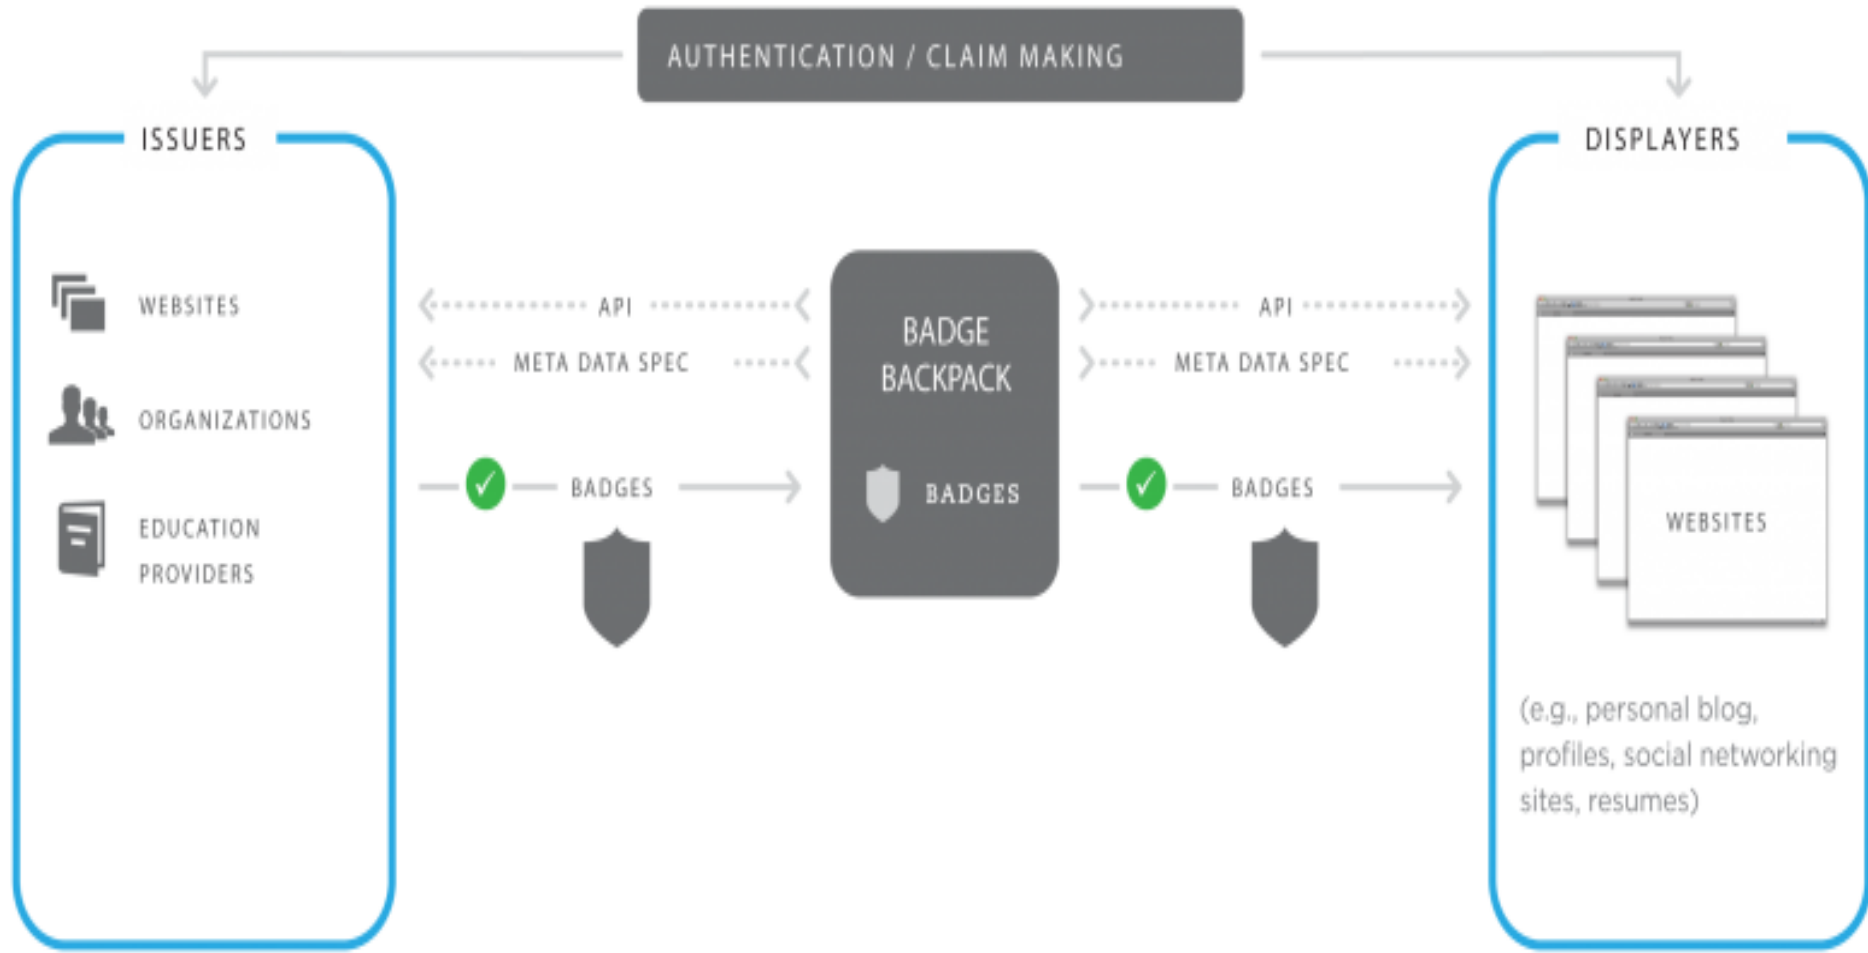 AUTHENTICATION / CLAIM MAKING
ISSUERS
WEBSITES
ORGANIZATIONS
EDUCATION
PROVIDERS
API
META DATA SPEC
BADGES
BADGE
BACKPACK
BADGES
API
META DATA SPEC
BADGES
DISPLAYERS
WEBSITES
(e.g., personal blog,
profiles, social networking
sites, resumes)